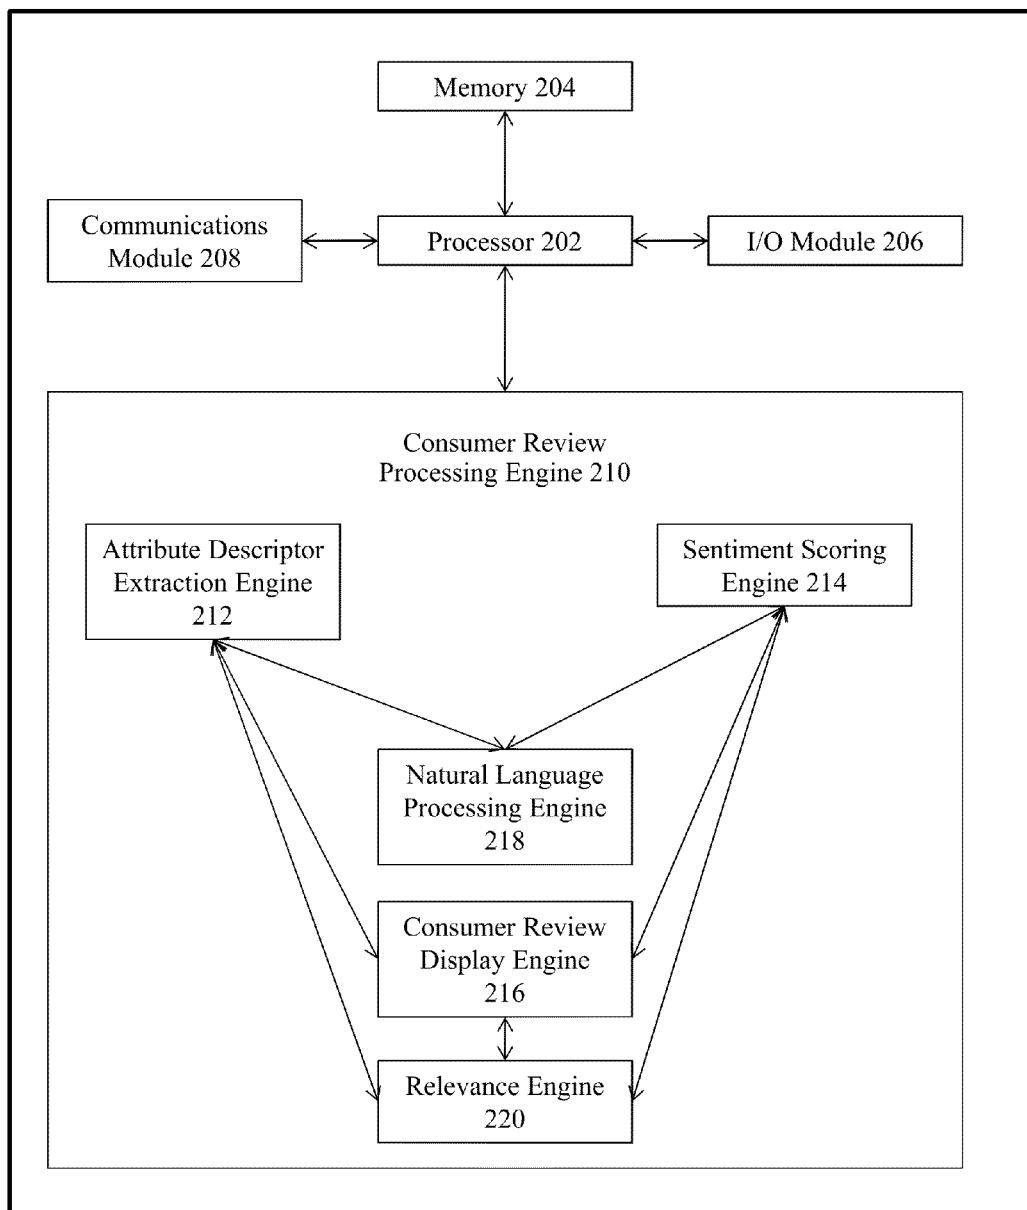 Memory 204
Communications
Module 208
Processor 202
I/O Module 206
Consumer Review
Processing Engine 210
Attribute Descriptor
Extraction Engine
212
Sentiment Scoring
Engine 214
Natural Language
Processing Engine
218
Consumer Review
Display Engine
216
Relevance Engine
220